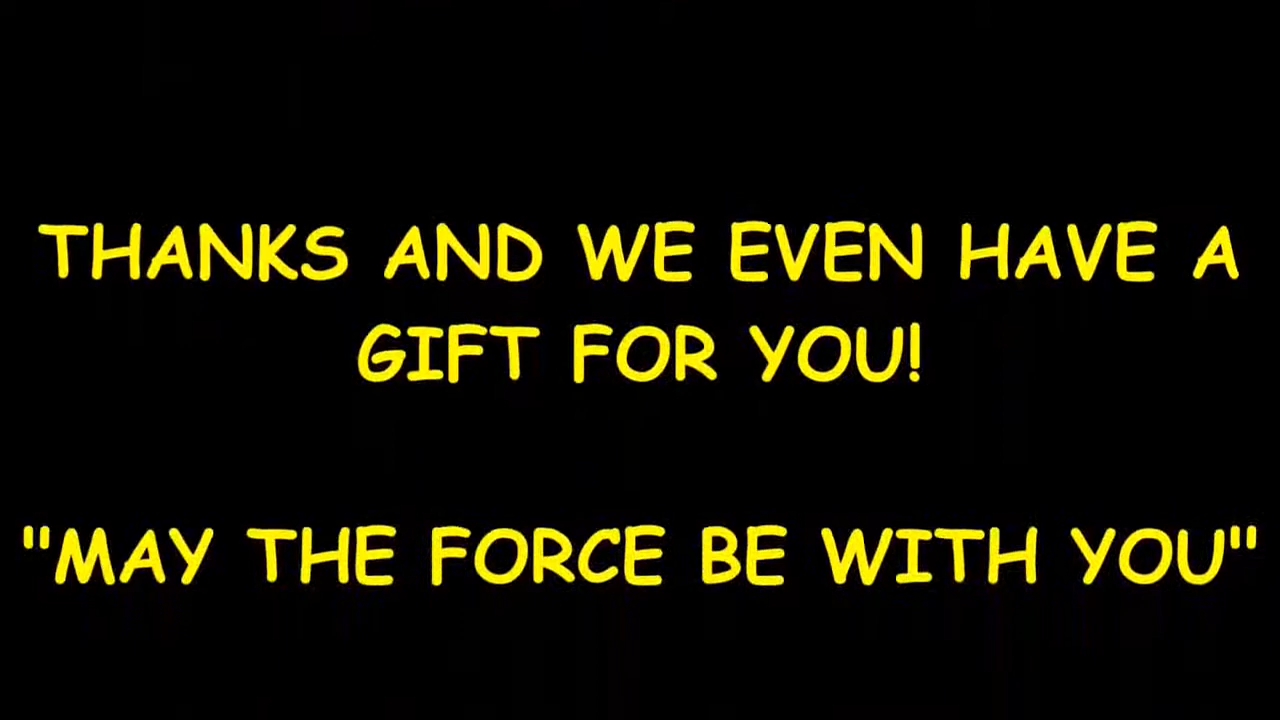 THANKS AND WE EVEN HAVE A
GIFT FOR YOU!
"MAY THE FORCE BE WITH YOU"